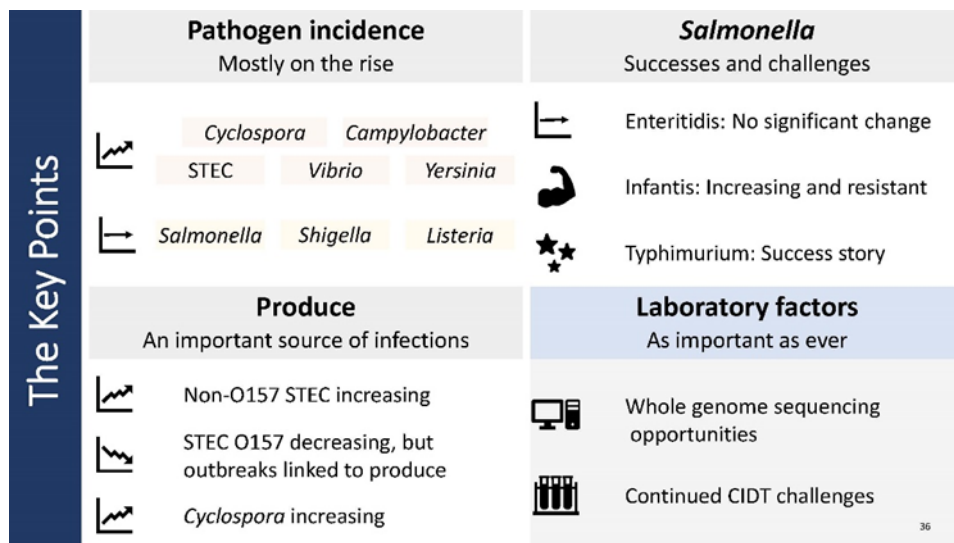 The Key Points
Pathogen incidence
Mostly on the rise
Cyclospora Campylobacter
STEC Vibrio Yersinia
Salmonella Shigella Listeria
Salmonella
Successes and challenges
Enteritidis: No significant change
Infantis: Increasing and resistant
Typhimurium: Success story
Produce
An important source of infections
Non-O157 STEC increasing
STEC O157 decreasing, but
outbreaks linked to produce
Cyclospora increasing
Laboratory factors
As important as ever
Whole genome sequencing
opportunities
Continued CIDT challenges
36